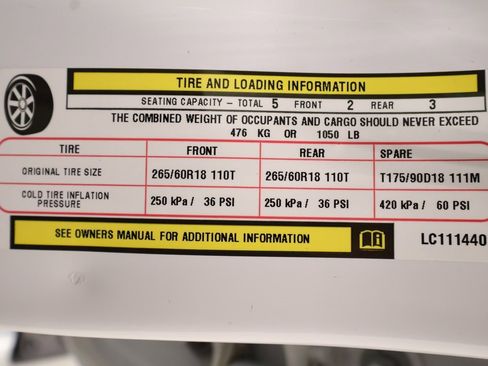 TIRE AND LOADING INFORMATION
SEATING CAPACITY – TOTAL 5 FRONT 2 REAR 3
THE COMBINED WEIGHT OF OCCUPANTS AND CARGO SHOULD NEVER EXCEED
476 KG OR 1050 LB
TIRE FRONT REAR SPARE
ORIGINAL TIRE SIZE 265/60R18 110T 265/60R18 110T T175/90D18 111M
COLD TIRE INFLATION PRESSURE 250 kPa / 36 PSI 250 kPa / 36 PSI 420 kPa / 60 PSI
SEE OWNERS MANUAL FOR ADDITIONAL INFORMATION LC111440